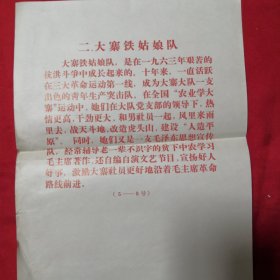 二、大寨铁姑娘队
大寨铁姑娘队，是在一九六三年艰苦的
抗洪斗争中成长起来的。十年来，一直活跃
在三大革命运动第一线，成为大寨大队一支
出色的青年生产突击队。在全国“农业学大
寨”运动中，她们在大队党支部的领导下，热
情更高，干劲更大，和男社员一起，风里来雨
里去，战天斗地，改造虎头山，建设“人造平
原”。同时，她们又是一支毛泽东思想宣传
队，经常辅导老一辈不识字的贫下中农学习
毛主席著作，还自编自演文艺节目，宣扬好人
好事，激励大寨社员更好地沿着毛主席革命
路线前进。
（5——8号）